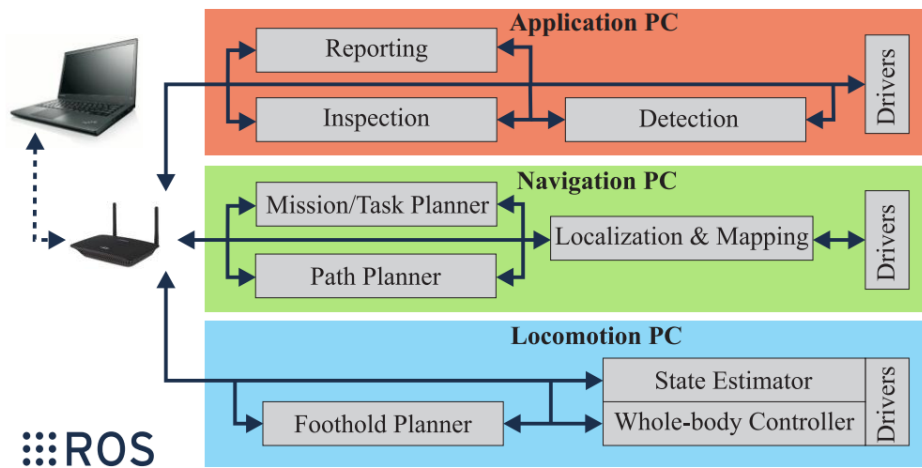 Application PC
Reporting
Inspection
Detection
Drivers
Navigation PC
Mission/Task Planner
Path Planner
Localization & Mapping
Drivers
Locomotion PC
State Estimator
Foothold Planner
Whole-body Controller
Drivers
ROS